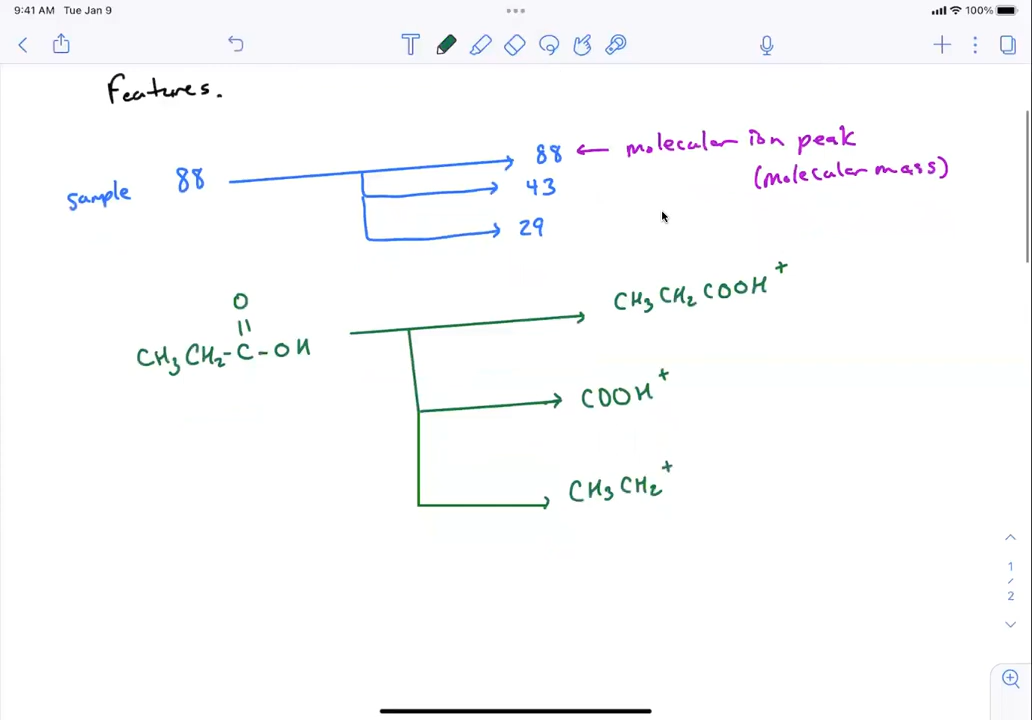 9:41 AM Tue Jan 9
100%
T
Features.
sample 88
88 ← molecular ion peak
(molecular mass)
43
29
O
||
CH3CH2-C-OH
CH3CH2COOH+
COOH+
CH3CH2+
1
/
2